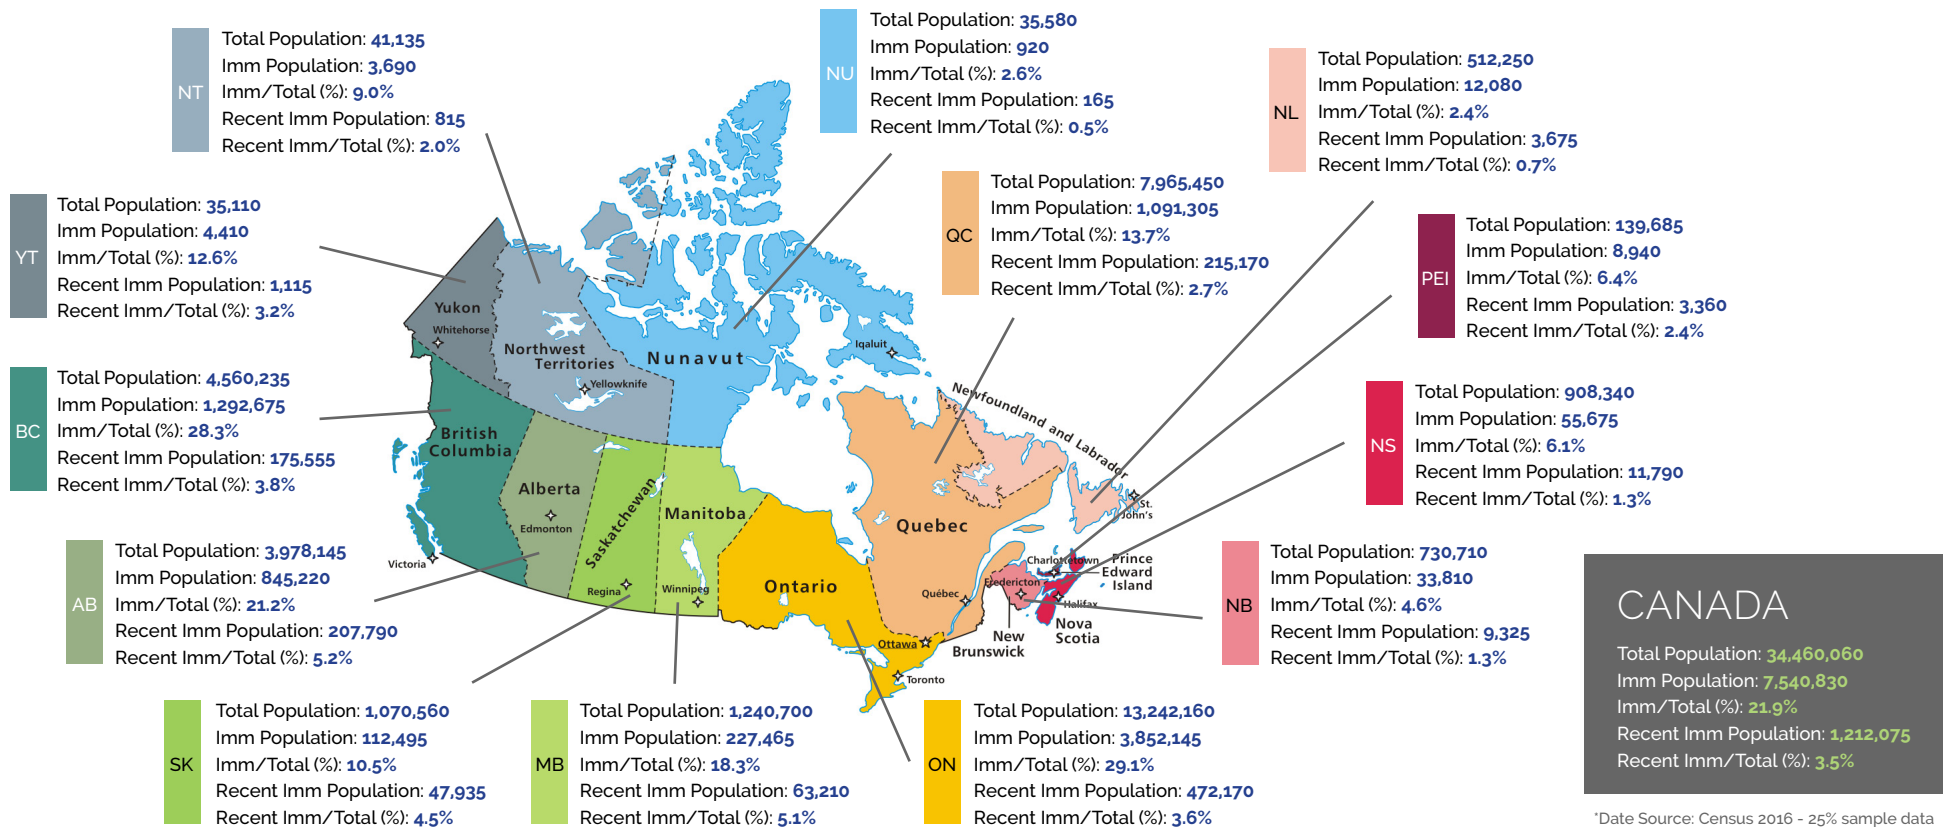 NT
Total Population: 41,135
Imm Population: 3,690
Imm/Total (%): 9.0%
Recent Imm Population: 815
Recent Imm/Total (%): 2.0%
NU
Total Population: 35,580
Imm Population: 920
Imm/Total (%): 2.6%
Recent Imm Population: 165
Recent Imm/Total (%): 0.5%
NL
Total Population: 512,250
Imm Population: 12,080
Imm/Total (%): 2.4%
Recent Imm Population: 3,675
Recent Imm/Total (%): 0.7%
YT
Total Population: 35,110
Imm Population: 4,410
Imm/Total (%): 12.6%
Recent Imm Population: 1,115
Recent Imm/Total (%): 3.2%
QC
Total Population: 7,965,450
Imm Population: 1,091,305
Imm/Total (%): 13.7%
Recent Imm Population: 215,170
Recent Imm/Total (%): 2.7%
PEI
Total Population: 139,685
Imm Population: 8,940
Imm/Total (%): 6.4%
Recent Imm Population: 3,360
Recent Imm/Total (%): 2.4%
BC
Total Population: 4,560,235
Imm Population: 1,292,675
Imm/Total (%): 28.3%
Recent Imm Population: 175,555
Recent Imm/Total (%): 3.8%
NS
Total Population: 908,340
Imm Population: 55,675
Imm/Total (%): 6.1%
Recent Imm Population: 11,790
Recent Imm/Total (%): 1.3%
Yukon
Whitehorse
Northwest
Territories
Yellowknife
Nunavut
Iqaluit
British
Columbia
Victoria
Alberta
Edmonton
Saskatchewan
Regina
Manitoba
Winnipeg
Ontario
Ottawa
Toronto
Quebec
Québec
Newfoundland and Labrador
St.
John's
Charlottetown
Prince
Edward
Island
Fredericton
Halifax
Nova
Scotia
New
Brunswick
AB
Total Population: 3,978,145
Imm Population: 845,220
Imm/Total (%): 21.2%
Recent Imm Population: 207,790
Recent Imm/Total (%): 5.2%
NB
Total Population: 730,710
Imm Population: 33,810
Imm/Total (%): 4.6%
Recent Imm Population: 9,325
Recent Imm/Total (%): 1.3%
SK
Total Population: 1,070,560
Imm Population: 112,495
Imm/Total (%): 10.5%
Recent Imm Population: 47,935
Recent Imm/Total (%): 4.5%
MB
Total Population: 1,240,700
Imm Population: 227,465
Imm/Total (%): 18.3%
Recent Imm Population: 63,210
Recent Imm/Total (%): 5.1%
ON
Total Population: 13,242,160
Imm Population: 3,852,145
Imm/Total (%): 29.1%
Recent Imm Population: 472,170
Recent Imm/Total (%): 3.6%
CANADA
Total Population: 34,460,060
Imm Population: 7,540,830
Imm/Total (%): 21.9%
Recent Imm Population: 1,212,075
Recent Imm/Total (%): 3.5%
*Date Source: Census 2016 - 25% sample data